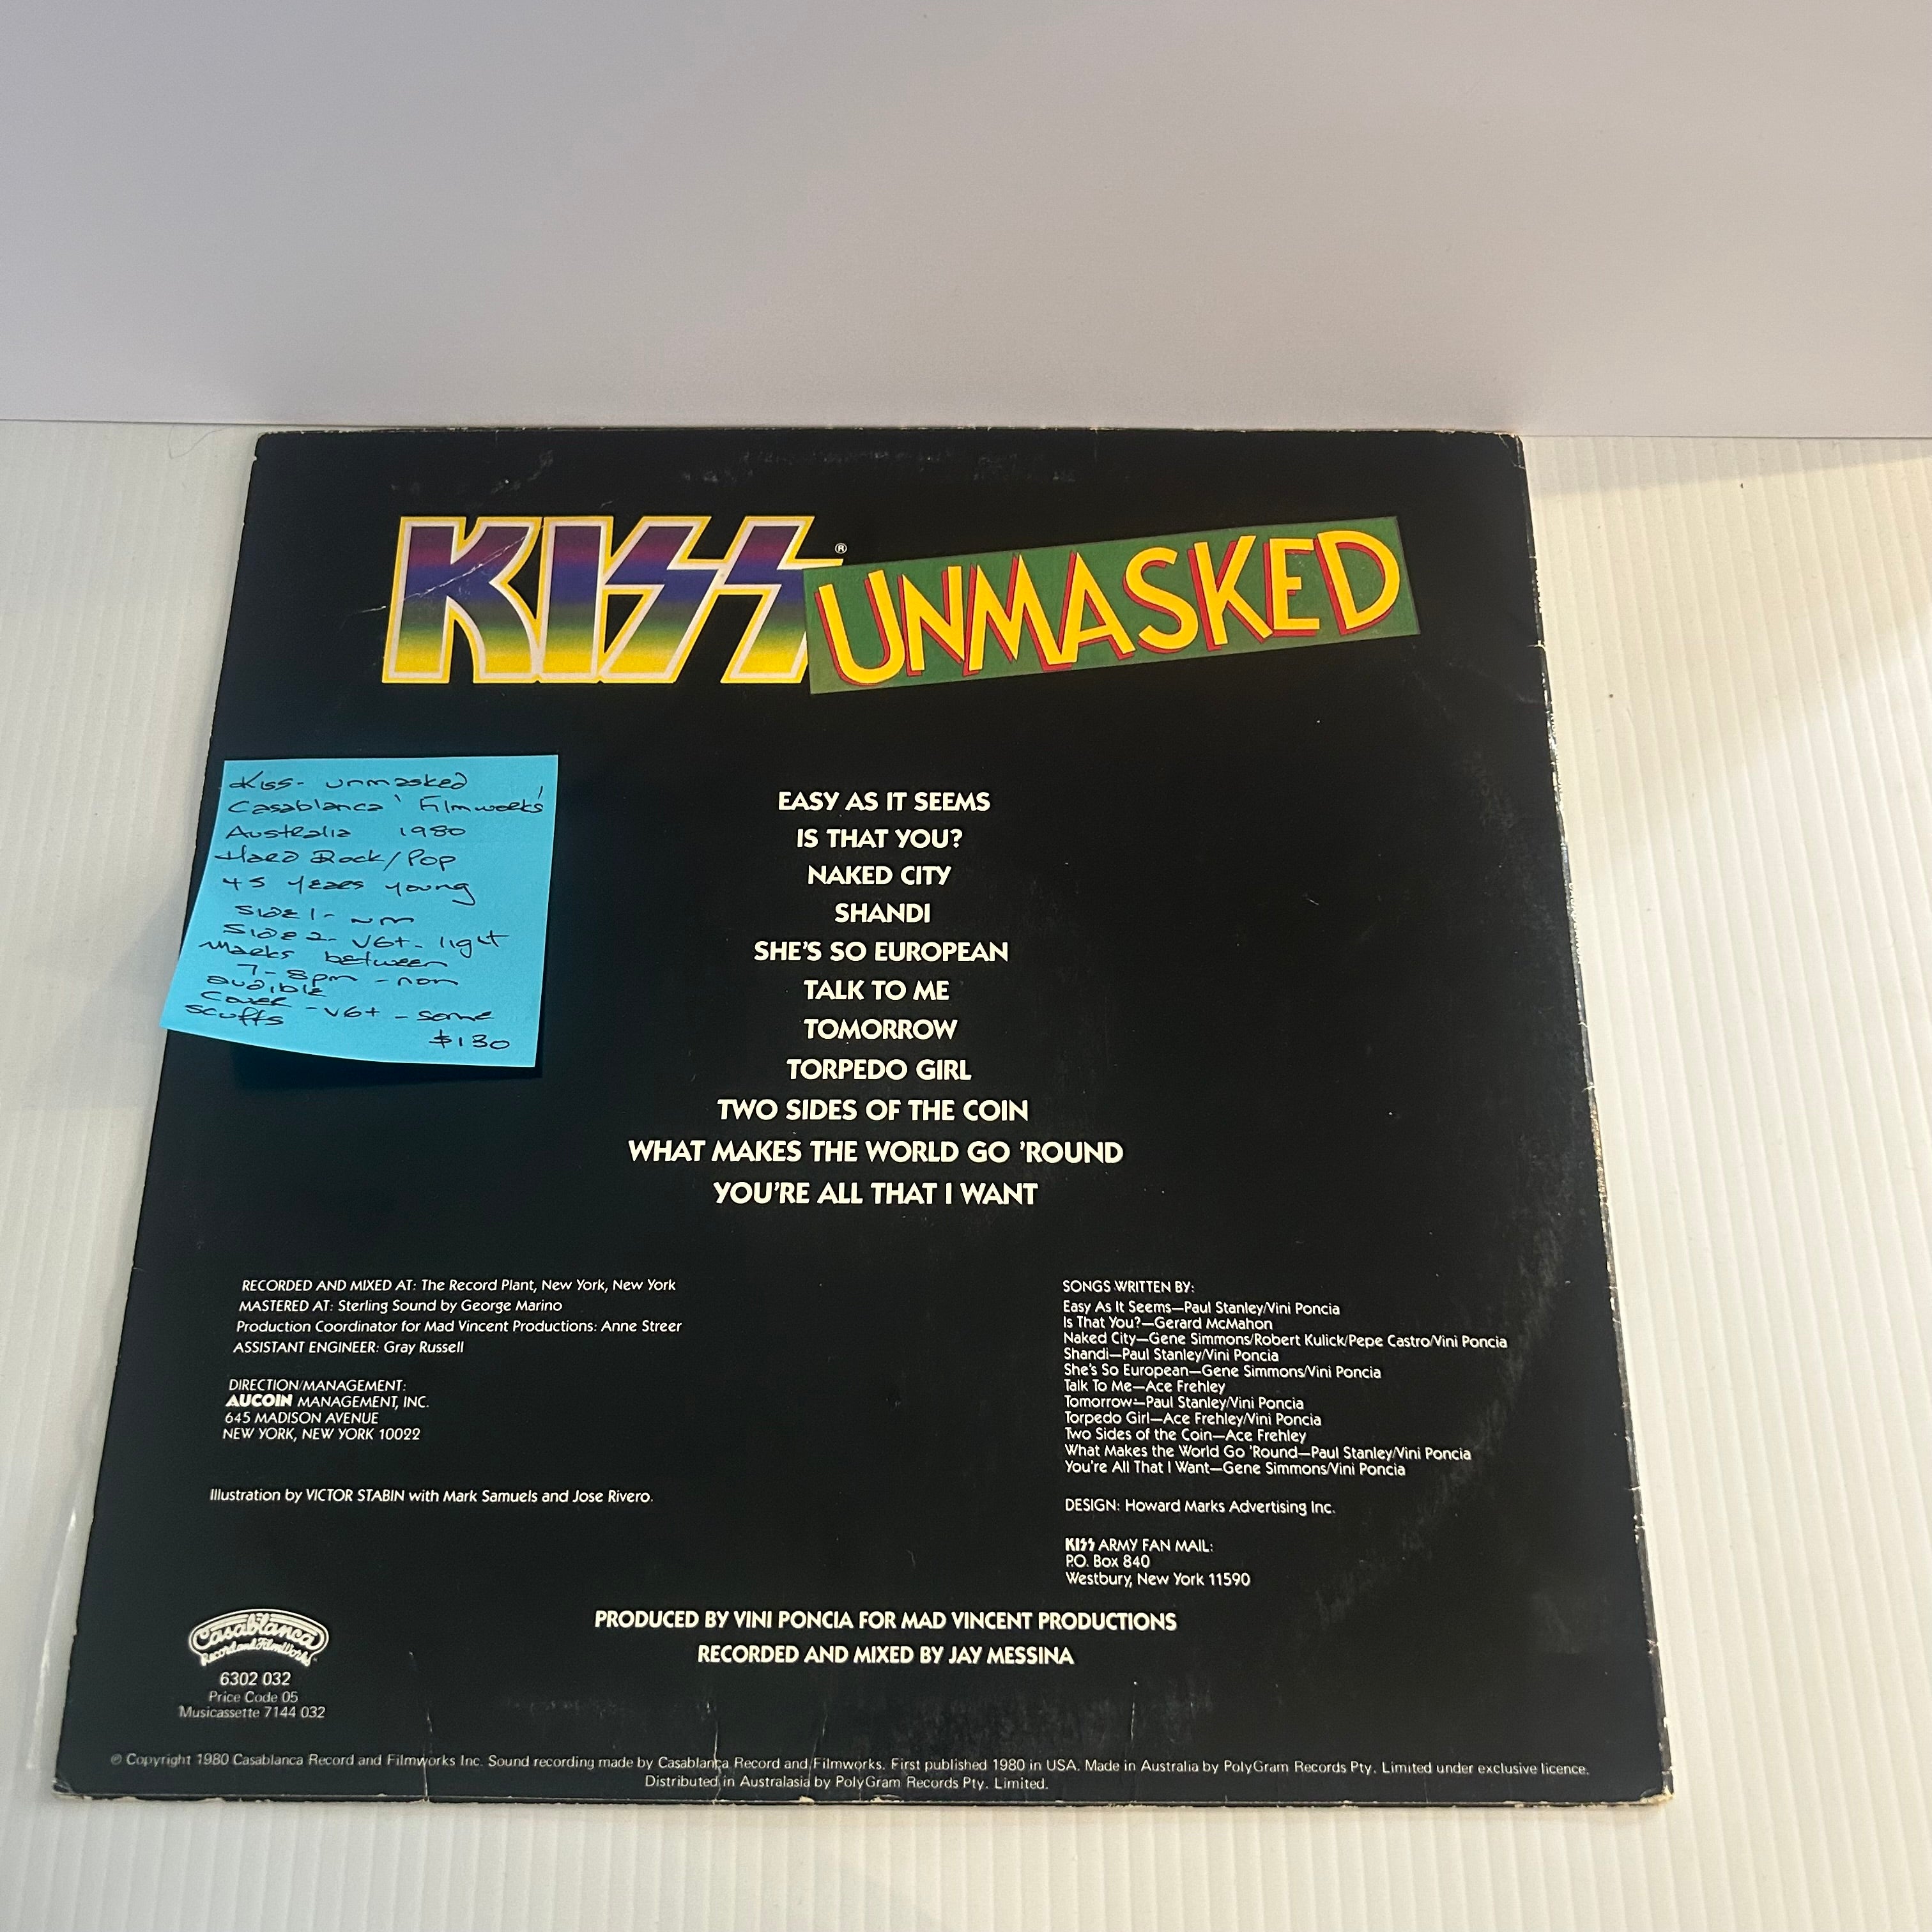 KISS® UNMASKED
Kiss - unmasked
Casablanca 'Filmworks'
Australia 1980
Hard Rock/Pop
45 years young
Side 1 - NM
Side 2 - VG+ - light
marks between
7-8pm - non
audible
Cover - VG+ - some
scuffs
$130
EASY AS IT SEEMS
IS THAT YOU?
NAKED CITY
SHANDI
SHE'S SO EUROPEAN
TALK TO ME
TOMORROW
TORPEDO GIRL
TWO SIDES OF THE COIN
WHAT MAKES THE WORLD GO 'ROUND
YOU'RE ALL THAT I WANT
RECORDED AND MIXED AT: The Record Plant, New York, New York
MASTERED AT: Sterling Sound by George Marino
Production Coordinator for Mad Vincent Productions: Anne Streer
ASSISTANT ENGINEER: Gray Russell
DIRECTION/MANAGEMENT:
AUCOIN MANAGEMENT, INC.
645 MADISON AVENUE
NEW YORK, NEW YORK 10022
Illustration by VICTOR STABIN with Mark Samuels and Jose Rivero.
SONGS WRITTEN BY:
Easy As It Seems—Paul Stanley/Vini Poncia
Is That You?—Gerard McMahon
Naked City—Gene Simmons/Robert Kulick/Pepe Castro/Vini Poncia
Shandi—Paul Stanley/Vini Poncia
She's So European—Gene Simmons/Vini Poncia
Talk To Me—Ace Frehley
Tomorrow—Paul Stanley/Vini Poncia
Torpedo Girl—Ace Frehley/Vini Poncia
Two Sides of the Coin—Ace Frehley
What Makes the World Go 'Round—Paul Stanley/Vini Poncia
You're All That I Want—Gene Simmons/Vini Poncia
DESIGN: Howard Marks Advertising Inc.
KISS ARMY FAN MAIL:
P.O. Box 840
Westbury, New York 11590
PRODUCED BY VINI PONCIA FOR MAD VINCENT PRODUCTIONS
RECORDED AND MIXED BY JAY MESSINA
Casablanca
Record and FilmWorks
6302 032
Price Code 05
Musicassette 7144 032
℗ Copyright 1980 Casablanca Record and Filmworks Inc. Sound recording made by Casablanca Record and Filmworks. First published 1980 in USA. Made in Australia by PolyGram Records Pty. Limited under exclusive licence.
Distributed in Australasia by PolyGram Records Pty. Limited.